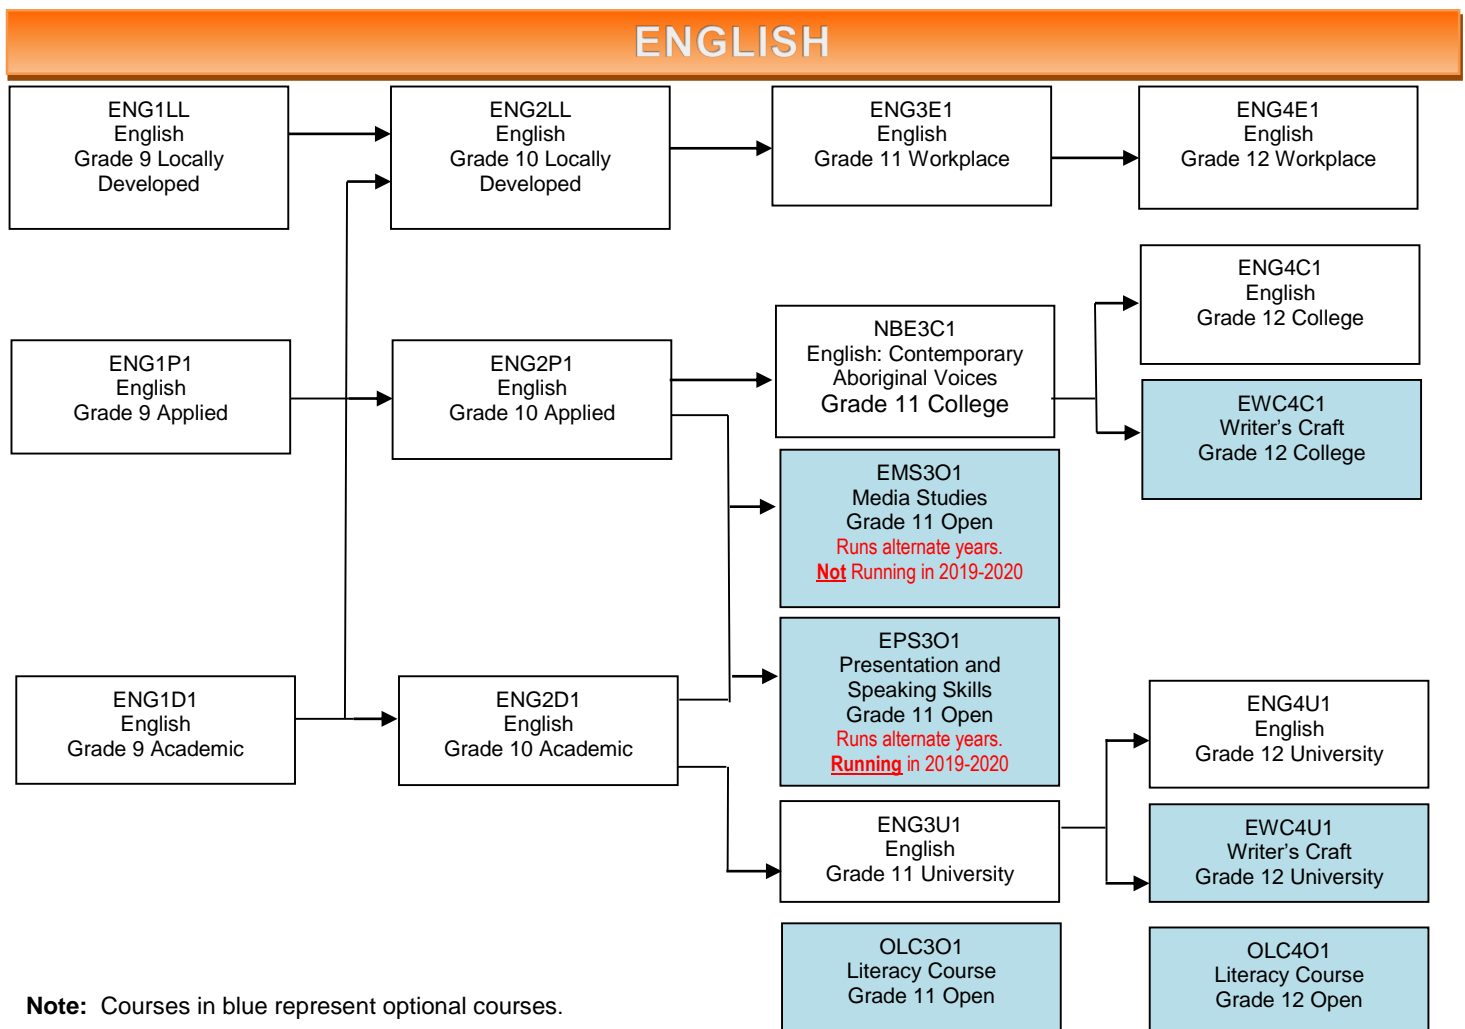 ENGLISH
ENG1LL
English
Grade 9 Locally
Developed
ENG2LL
English
Grade 10 Locally
Developed
ENG3E1
English
Grade 11 Workplace
ENG4E1
English
Grade 12 Workplace
ENG4C1
English
Grade 12 College
ENG1P1
English
Grade 9 Applied
ENG2P1
English
Grade 10 Applied
NBE3C1
English: Contemporary
Aboriginal Voices
Grade 11 College
EWC4C1
Writer's Craft
Grade 12 College
EMS3O1
Media Studies
Grade 11 Open
Runs alternate years.
Not Running in 2019-2020
EPS3O1
Presentation and
Speaking Skills
Grade 11 Open
Runs alternate years.
Running in 2019-2020
ENG1D1
English
Grade 9 Academic
ENG2D1
English
Grade 10 Academic
ENG4U1
English
Grade 12 University
ENG3U1
English
Grade 11 University
EWC4U1
Writer's Craft
Grade 12 University
OLC3O1
Literacy Course
Grade 11 Open
OLC4O1
Literacy Course
Grade 12 Open
Note: Courses in blue represent optional courses.